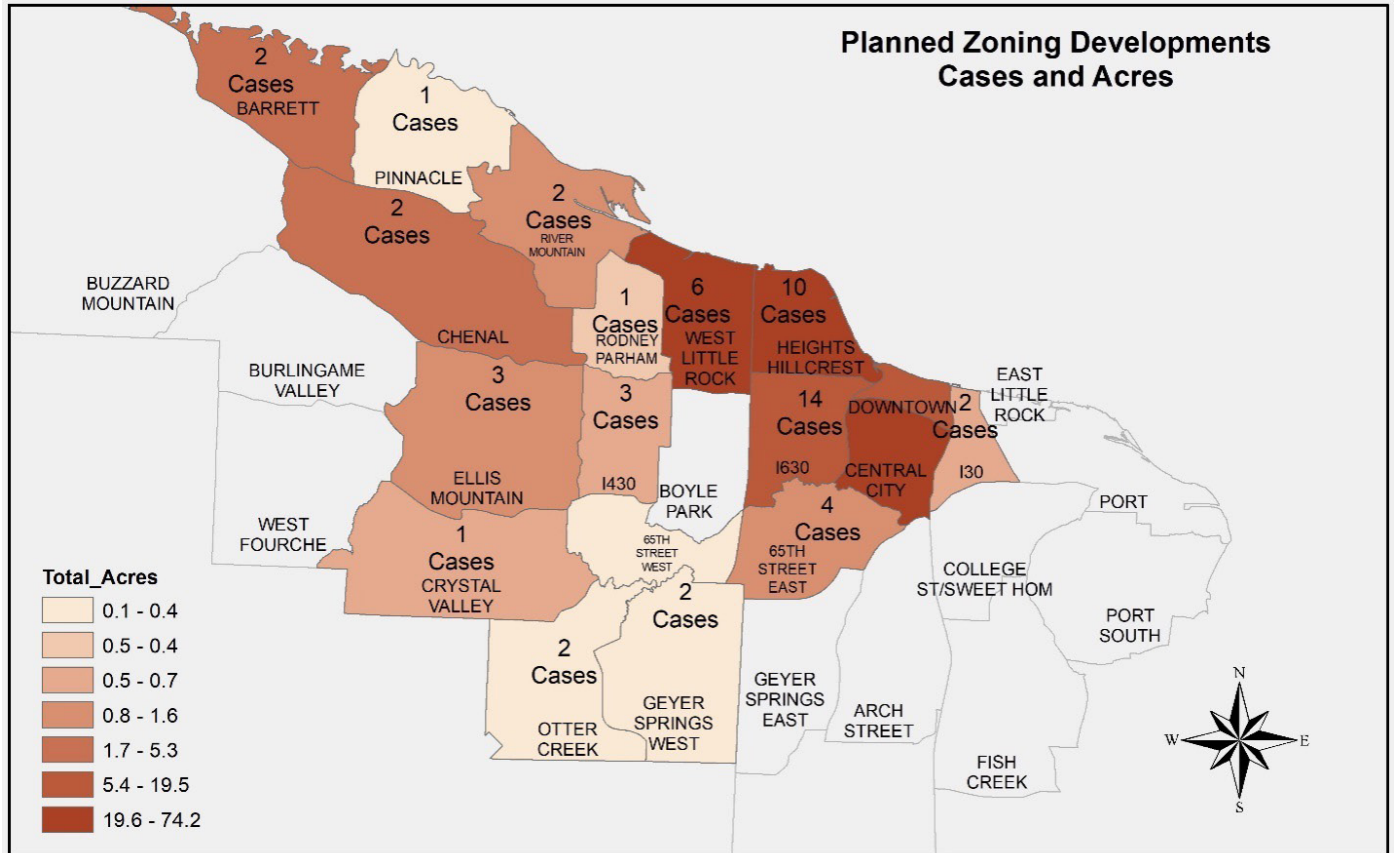 Planned Zoning Developments
Cases and Acres
2
Cases
BARRETT
1
Cases
PINNACLE
2
Cases
RIVER
MOUNTAIN
2
Cases
CHENAL
BUZZARD
MOUNTAIN
BURLINGAME
VALLEY
1
Cases
RODNEY
PARHAM
6
Cases
WEST
LITTLE
ROCK
10
Cases
HEIGHTS
HILLCREST
3
Cases
ELLIS
MOUNTAIN
3
Cases
I430
BOYLE
PARK
14
Cases
I630
DOWNTOWN
CENTRAL
CITY
2
Cases
I30
EAST
LITTLE
ROCK
WEST
FOURCHE
1
Cases
CRYSTAL
VALLEY
65TH
STREET
WEST
4
Cases
65TH
STREET
EAST
PORT
COLLEGE
ST/SWEET HOM
PORT
SOUTH
2
Cases
OTTER
CREEK
2
Cases
GEYER
SPRINGS
WEST
GEYER
SPRINGS
EAST
ARCH
STREET
FISH
CREEK
Total_Acres
0.1 - 0.4
0.5 - 0.4
0.5 - 0.7
0.8 - 1.6
1.7 - 5.3
5.4 - 19.5
19.6 - 74.2
N
W
E
S